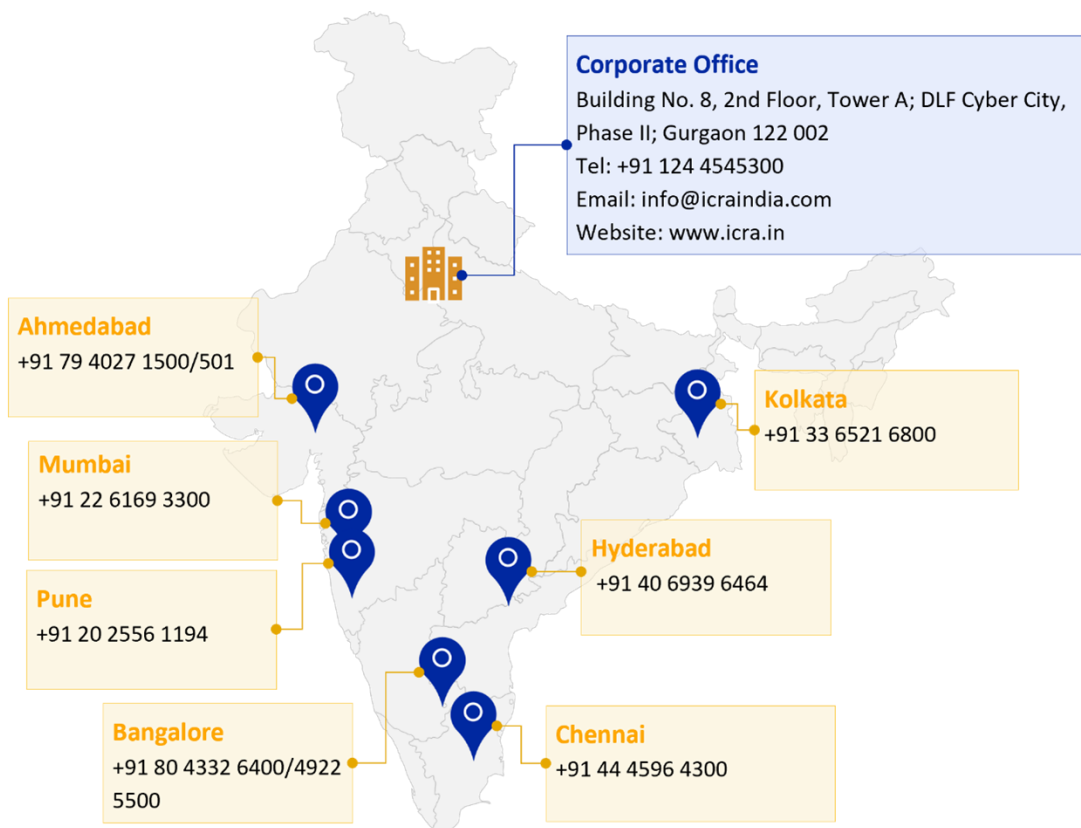 Corporate Office
Building No. 8, 2nd Floor, Tower A; DLF Cyber City,
Phase II; Gurgaon 122 002
Tel: +91 124 4545300
Email: info@icraindia.com
Website: www.icra.in
Ahmedabad
+91 79 4027 1500/501
Kolkata
+91 33 6521 6800
Mumbai
+91 22 6169 3300
Hyderabad
+91 40 6939 6464
Pune
+91 20 2556 1194
Bangalore
+91 80 4332 6400/4922
5500
Chennai
+91 44 4596 4300